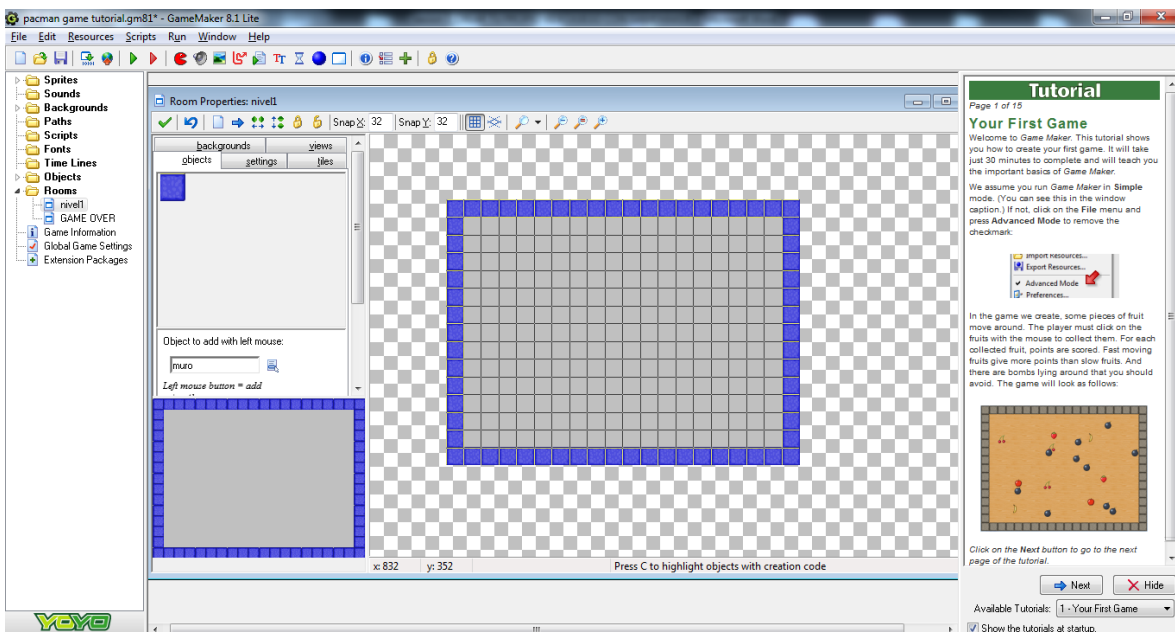 pacman game tutorial.gm81* - GameMaker 8.1 Lite
File Edit Resources Scripts Run Window Help
Sprites
Sounds
Backgrounds
Paths
Scripts
Fonts
Time Lines
Objects
Rooms
nivel1
GAME OVER
Game Information
Global Game Settings
Extension Packages
YOYO
Room Properties: nivel1
Snap X: 32 Snap Y: 32
backgrounds views
objects settings tiles
Object to add with left mouse:
muro
Left mouse button = add
x: 832 y: 352 Press C to highlight objects with creation code
Tutorial
Page 1 of 15
Your First Game
Welcome to Game Maker. This tutorial shows
you how to create your first game. It will take
just 30 minutes to complete and will teach you
the important basics of Game Maker.
We assume you run Game Maker in Simple
mode. (You can see this in the window
caption.) If not, click on the File menu and
press Advanced Mode to remove the
checkmark:
Import Resources...
Export Resources...
Advanced Mode
Preferences...
In the game we create, some pieces of fruit
move around. The player must click on the
fruits with the mouse to collect them. For each
collected fruit, points are scored. Fast moving
fruits give more points than slow fruits. And
there are bombs lying around that you should
avoid. The game will look as follows:
Click on the Next button to go to the next
page of the tutorial.
Next Hide
Available Tutorials: 1 - Your First Game
Show the tutorials at startup.